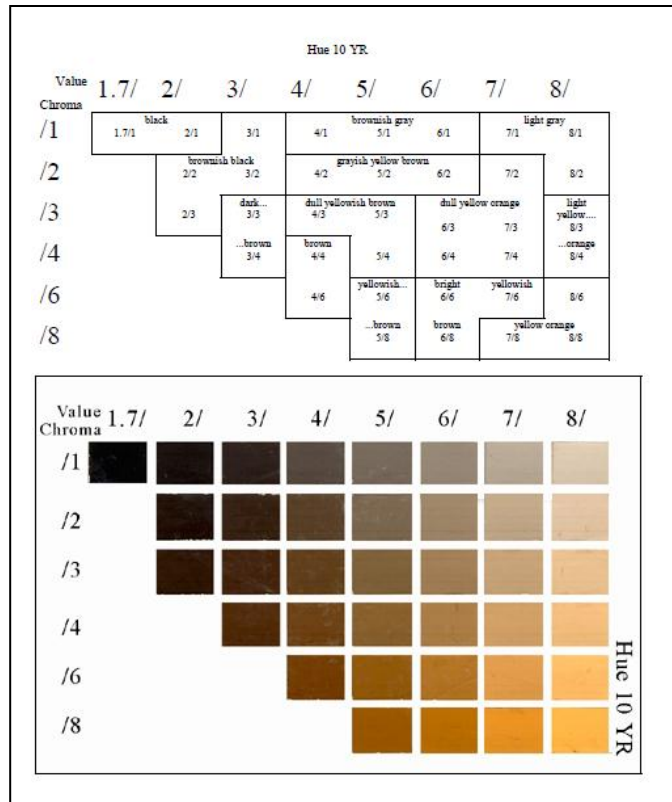 Hue 10 YR
Value 1.7/ 2/ 3/ 4/ 5/ 6/ 7/ 8/
Chroma
black brownish gray light gray
/1 1.7/1 2/1 3/1 4/1 5/1 6/1 7/1 8/1
brownish black grayish yellow brown
/2 2/2 3/2 4/2 5/2 6/2 7/2 8/2
dark... dull yellowish brown dull yellow orange light
/3 2/3 3/3 4/3 5/3 yellow....
6/3 7/3 8/3
...brown brown ...orange
/4 3/4 4/4 5/4 6/4 7/4 8/4
yellowish... bright yellowish
/6 4/6 5/6 6/6 7/6 8/6
...brown brown yellow orange
/8 5/8 6/8 7/8 8/8
Value 1.7/ 2/ 3/ 4/ 5/ 6/ 7/ 8/
Chroma
/1
/2
/3
/4
/6
/8
Hue 10 YR